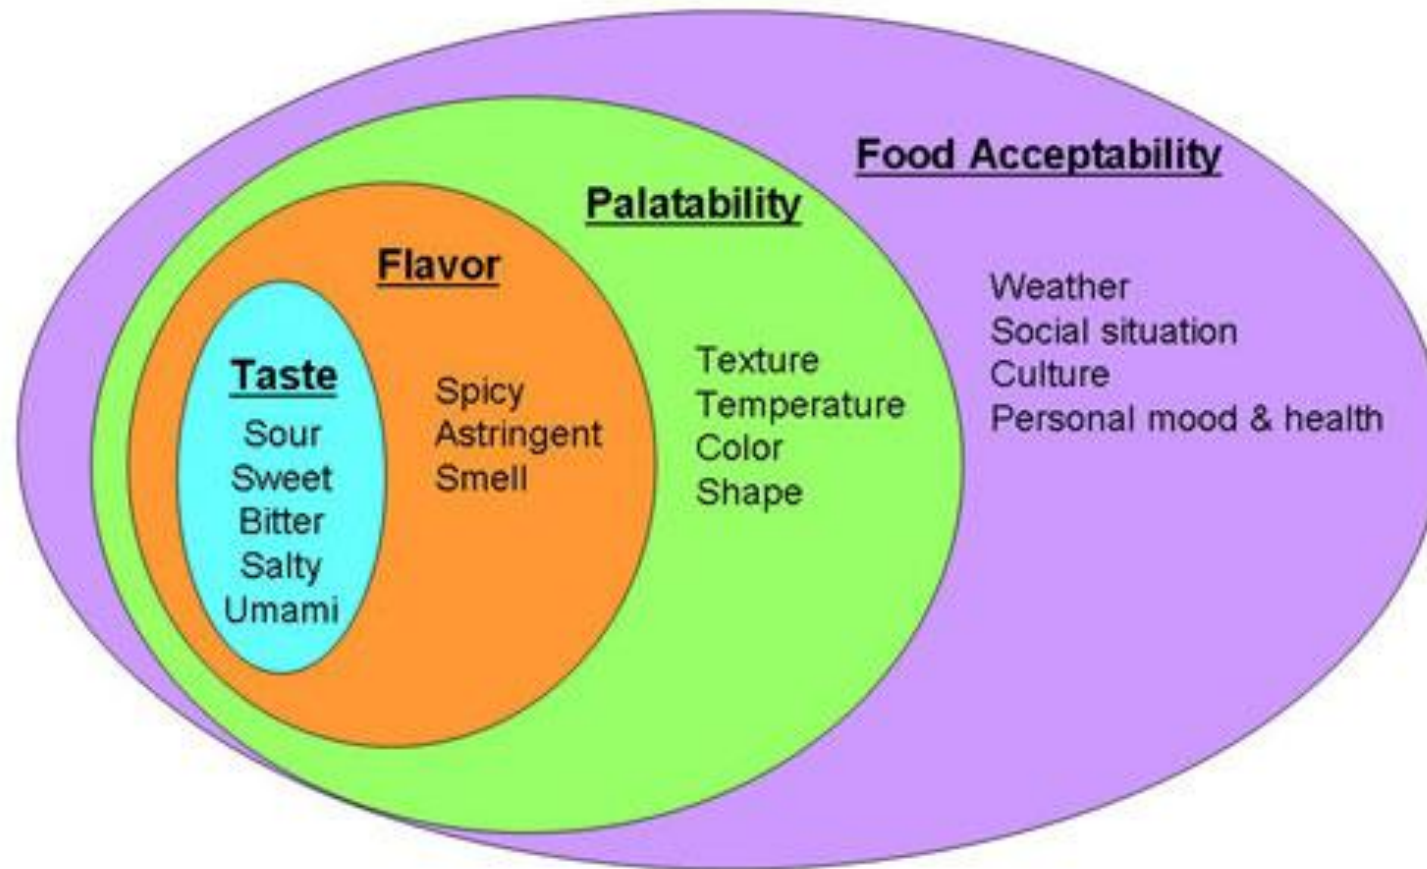 Food Acceptability
Palatability
Flavor
Taste
Sour
Sweet
Bitter
Salty
Umami
Spicy
Astringent
Smell
Texture
Temperature
Color
Shape
Weather
Social situation
Culture
Personal mood & health